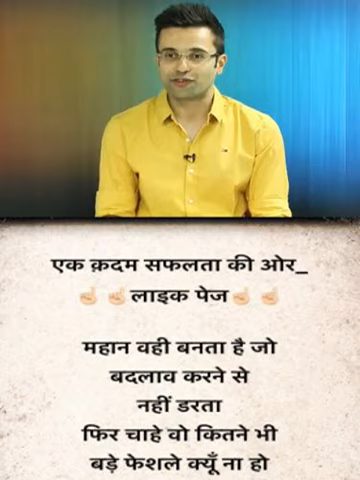 एक क़दम सफलता की ओर_
☝🏻☝🏻लाइक पेज☝🏻☝🏻
महान वही बनता है जो
बदलाव करने से
नहीं डरता
फिर चाहे वो कितने भी
बड़े फेशले क्यूँ ना हो